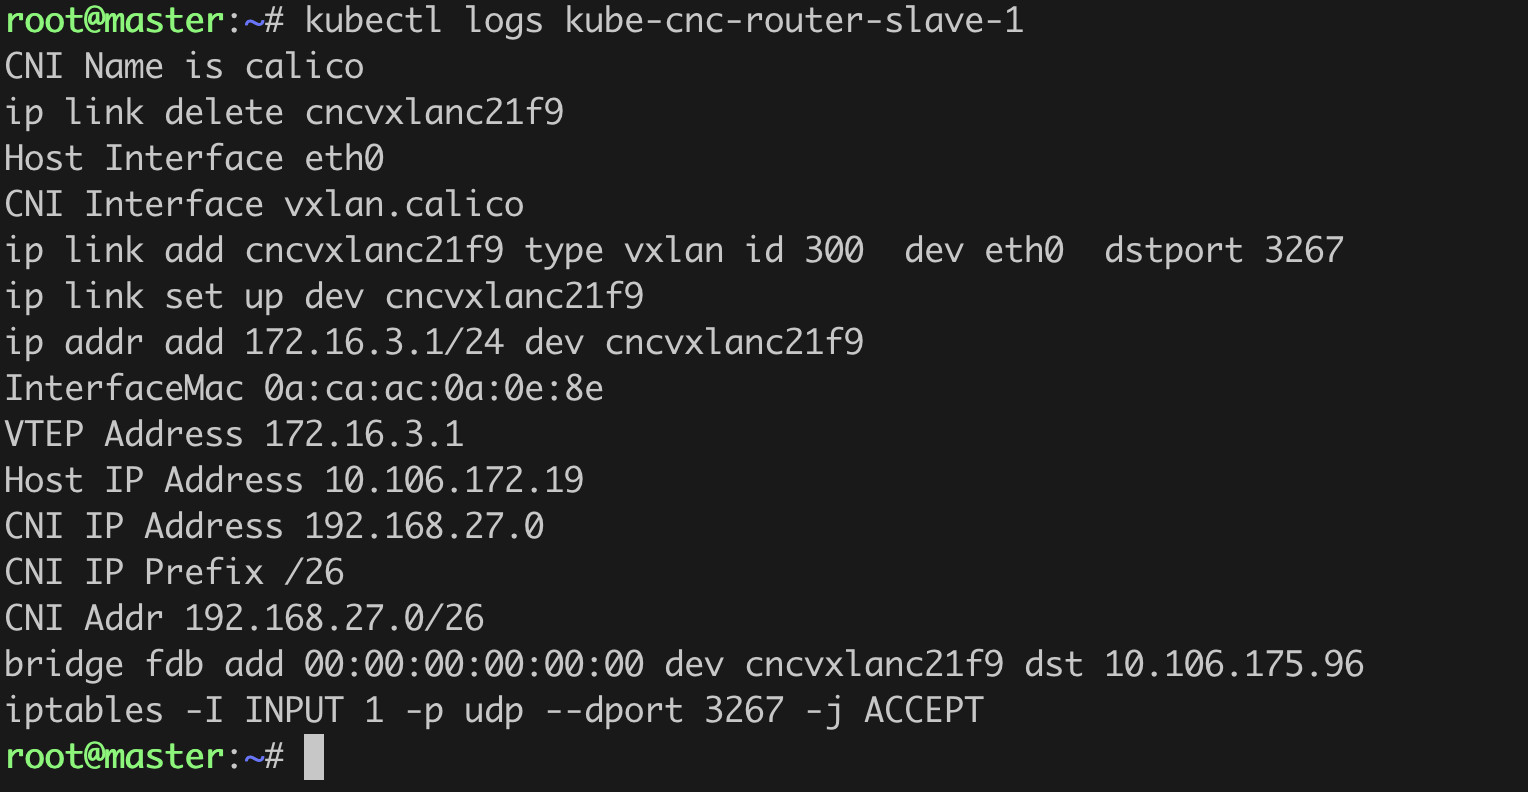 root@master:~# kubectl logs kube-cnc-router-slave-1
CNI Name is calico
ip link delete cncvxlanc21f9
Host Interface eth0
CNI Interface vxlan.calico
ip link add cncvxlanc21f9 type vxlan id 300  dev eth0  dstport 3267
ip link set up dev cncvxlanc21f9
ip addr add 172.16.3.1/24 dev cncvxlanc21f9
InterfaceMac 0a:ca:ac:0a:0e:8e
VTEP Address 172.16.3.1
Host IP Address 10.106.172.19
CNI IP Address 192.168.27.0
CNI IP Prefix /26
CNI Addr 192.168.27.0/26
bridge fdb add 00:00:00:00:00:00 dev cncvxlanc21f9 dst 10.106.175.96
iptables -I INPUT 1 -p udp --dport 3267 -j ACCEPT
root@master:~#